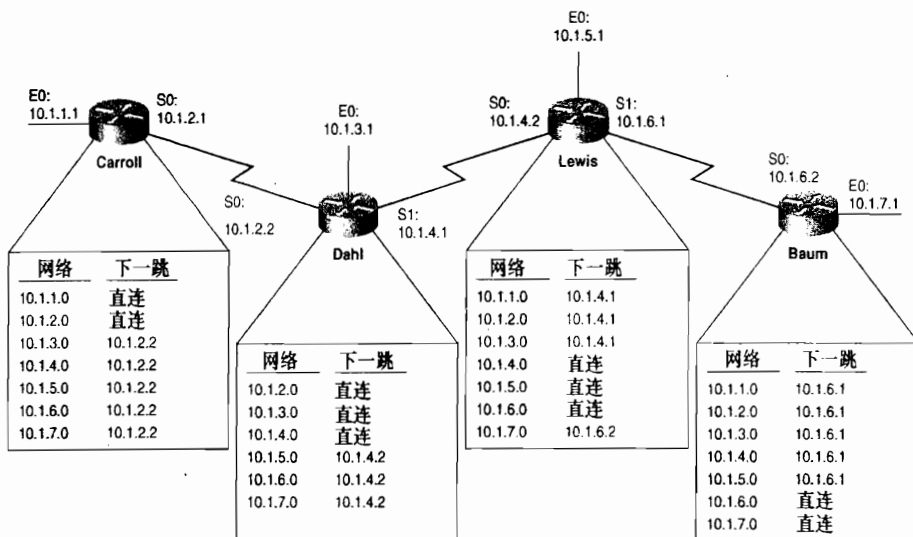 E0:
10.1.1.1
S0:
10.1.2.1
Carroll
E0:
10.1.3.1
S0:
10.1.2.2
Dahl
S1:
10.1.4.1
E0:
10.1.5.1
S0:
10.1.4.2
S1:
10.1.6.1
Lewis
S0:
10.1.6.2
E0:
10.1.7.1
Baum
网络 下一跳
10.1.1.0 直连
10.1.2.0 直连
10.1.3.0 10.1.2.2
10.1.4.0 10.1.2.2
10.1.5.0 10.1.2.2
10.1.6.0 10.1.2.2
10.1.7.0 10.1.2.2
网络 下一跳
10.1.2.0 直连
10.1.3.0 直连
10.1.4.0 直连
10.1.5.0 10.1.4.2
10.1.6.0 10.1.4.2
10.1.7.0 10.1.4.2
网络 下一跳
10.1.1.0 10.1.4.1
10.1.2.0 10.1.4.1
10.1.3.0 10.1.4.1
10.1.4.0 直连
10.1.5.0 直连
10.1.6.0 直连
10.1.7.0 10.1.6.2
网络 下一跳
10.1.1.0 10.1.6.1
10.1.2.0 10.1.6.1
10.1.3.0 10.1.6.1
10.1.4.0 10.1.6.1
10.1.5.0 10.1.6.1
10.1.6.0 直连
10.1.7.0 直连